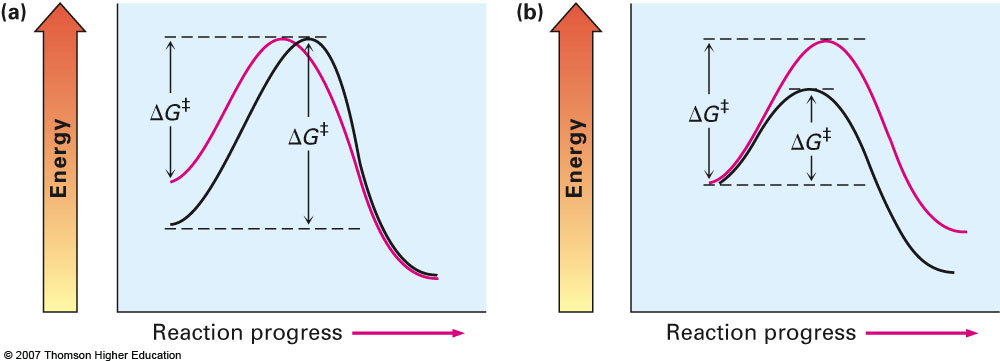 (a)
Energy
ΔG‡
ΔG‡
Reaction progress
(b)
Energy
ΔG‡
ΔG‡
Reaction progress
© 2007 Thomson Higher Education